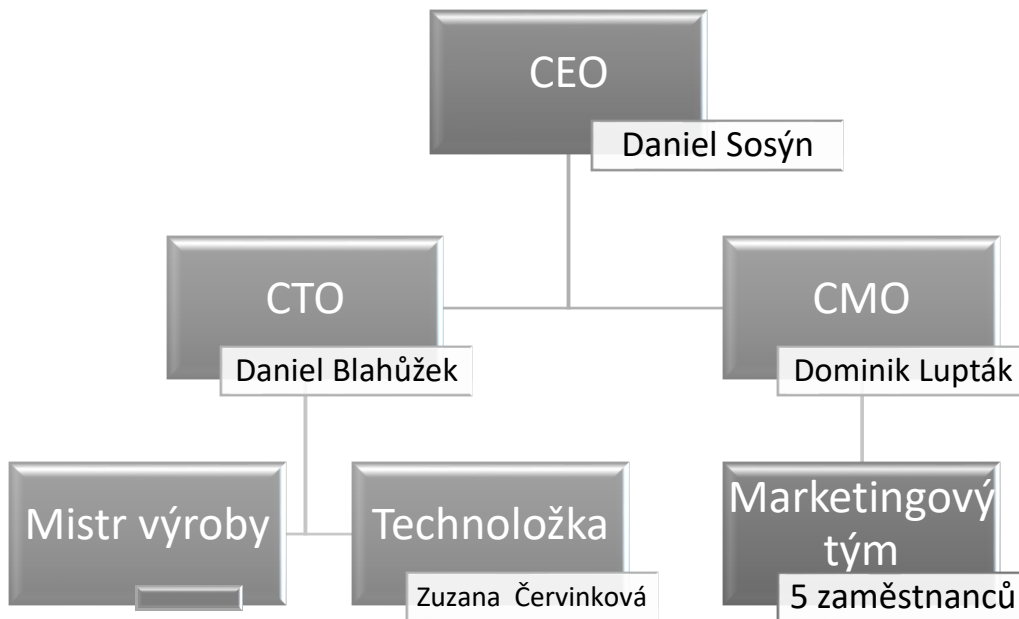 CEO
Daniel Sosýn
CTO
CMO
Daniel Blahůžek
Dominik Lupták
Mistr výroby
Technoložka
Marketingový
tým
Zuzana Červinková
5 zaměstnanců